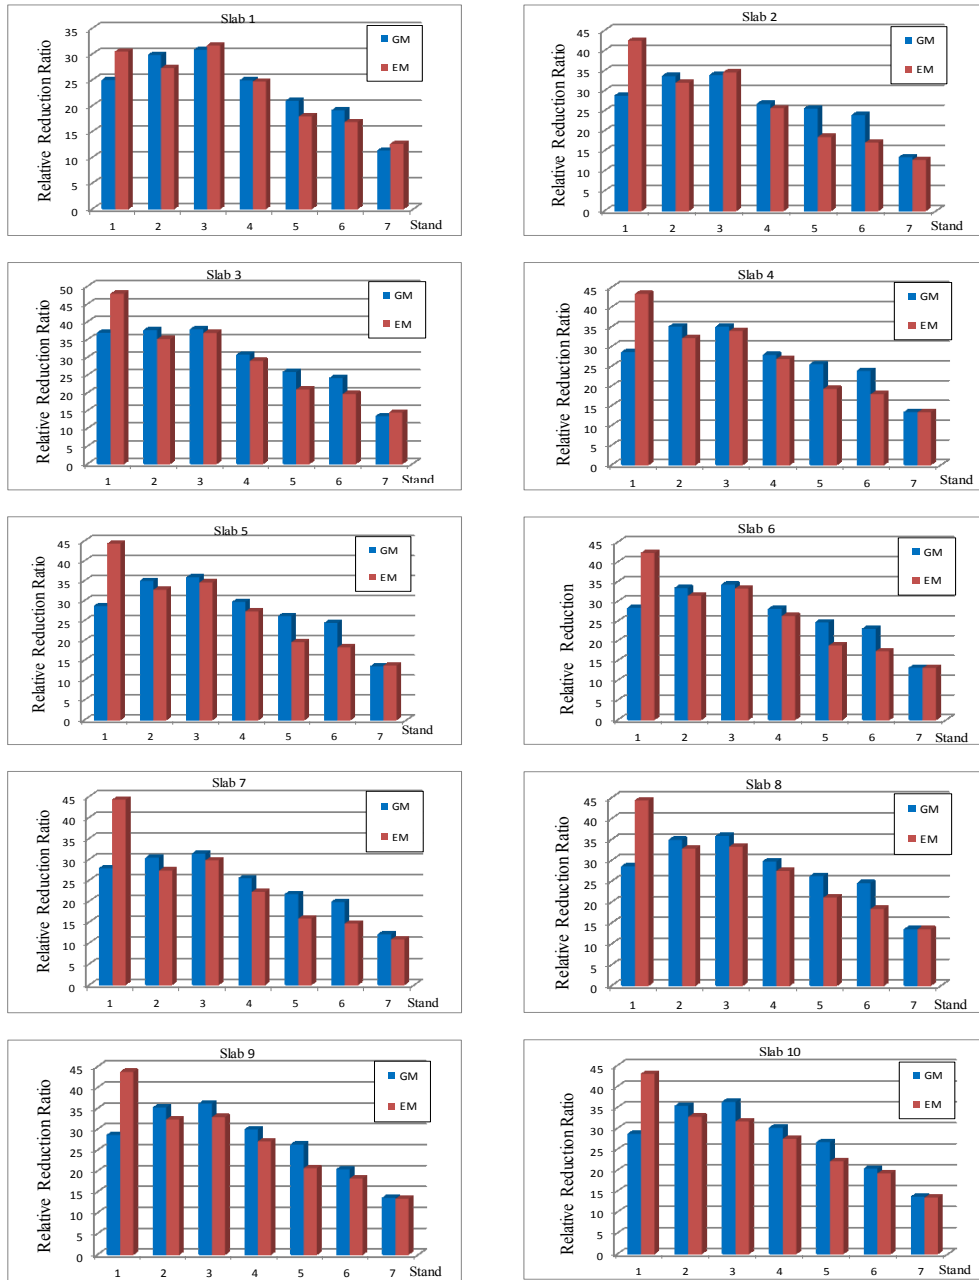 Slab 1
Relative Reduction Ratio
35
30
25
20
15
10
5
0
GM
EM
1 2 3 4 5 6 7 Stand
Slab 2
Relative Reduction Ratio
45
40
35
30
25
20
15
10
5
0
GM
EM
1 2 3 4 5 6 7 Stand
Slab 3
Relative Reduction Ratio
50
45
40
35
30
25
20
15
10
5
0
GM
EM
1 2 3 4 5 6 7 Stand
Slab 4
Relative Reduction Ratio
45
40
35
30
25
20
15
10
5
0
GM
EM
1 2 3 4 5 6 7 Stand
Slab 5
Relative Reduction Ratio
45
40
35
30
25
20
15
10
5
0
GM
EM
1 2 3 4 5 6 7 Stand
Slab 6
Relative Reduction
45
40
35
30
25
20
15
10
5
0
GM
EM
1 2 3 4 5 6 7 Stand
Slab 7
Relative Reduction Ratio
45
40
35
30
25
20
15
10
5
0
GM
EM
1 2 3 4 5 6 7 Stand
Slab 8
Relative Reduction Ratio
45
40
35
30
25
20
15
10
5
0
GM
EM
1 2 3 4 5 6 7 Stand
Slab 9
Relative Reduction Ratio
45
40
35
30
25
20
15
10
5
0
GM
EM
1 2 3 4 5 6 7 Stand
Slab 10
Relative Reduction Ratio
45
40
35
30
25
20
15
10
5
0
GM
EM
1 2 3 4 5 6 7 Stand